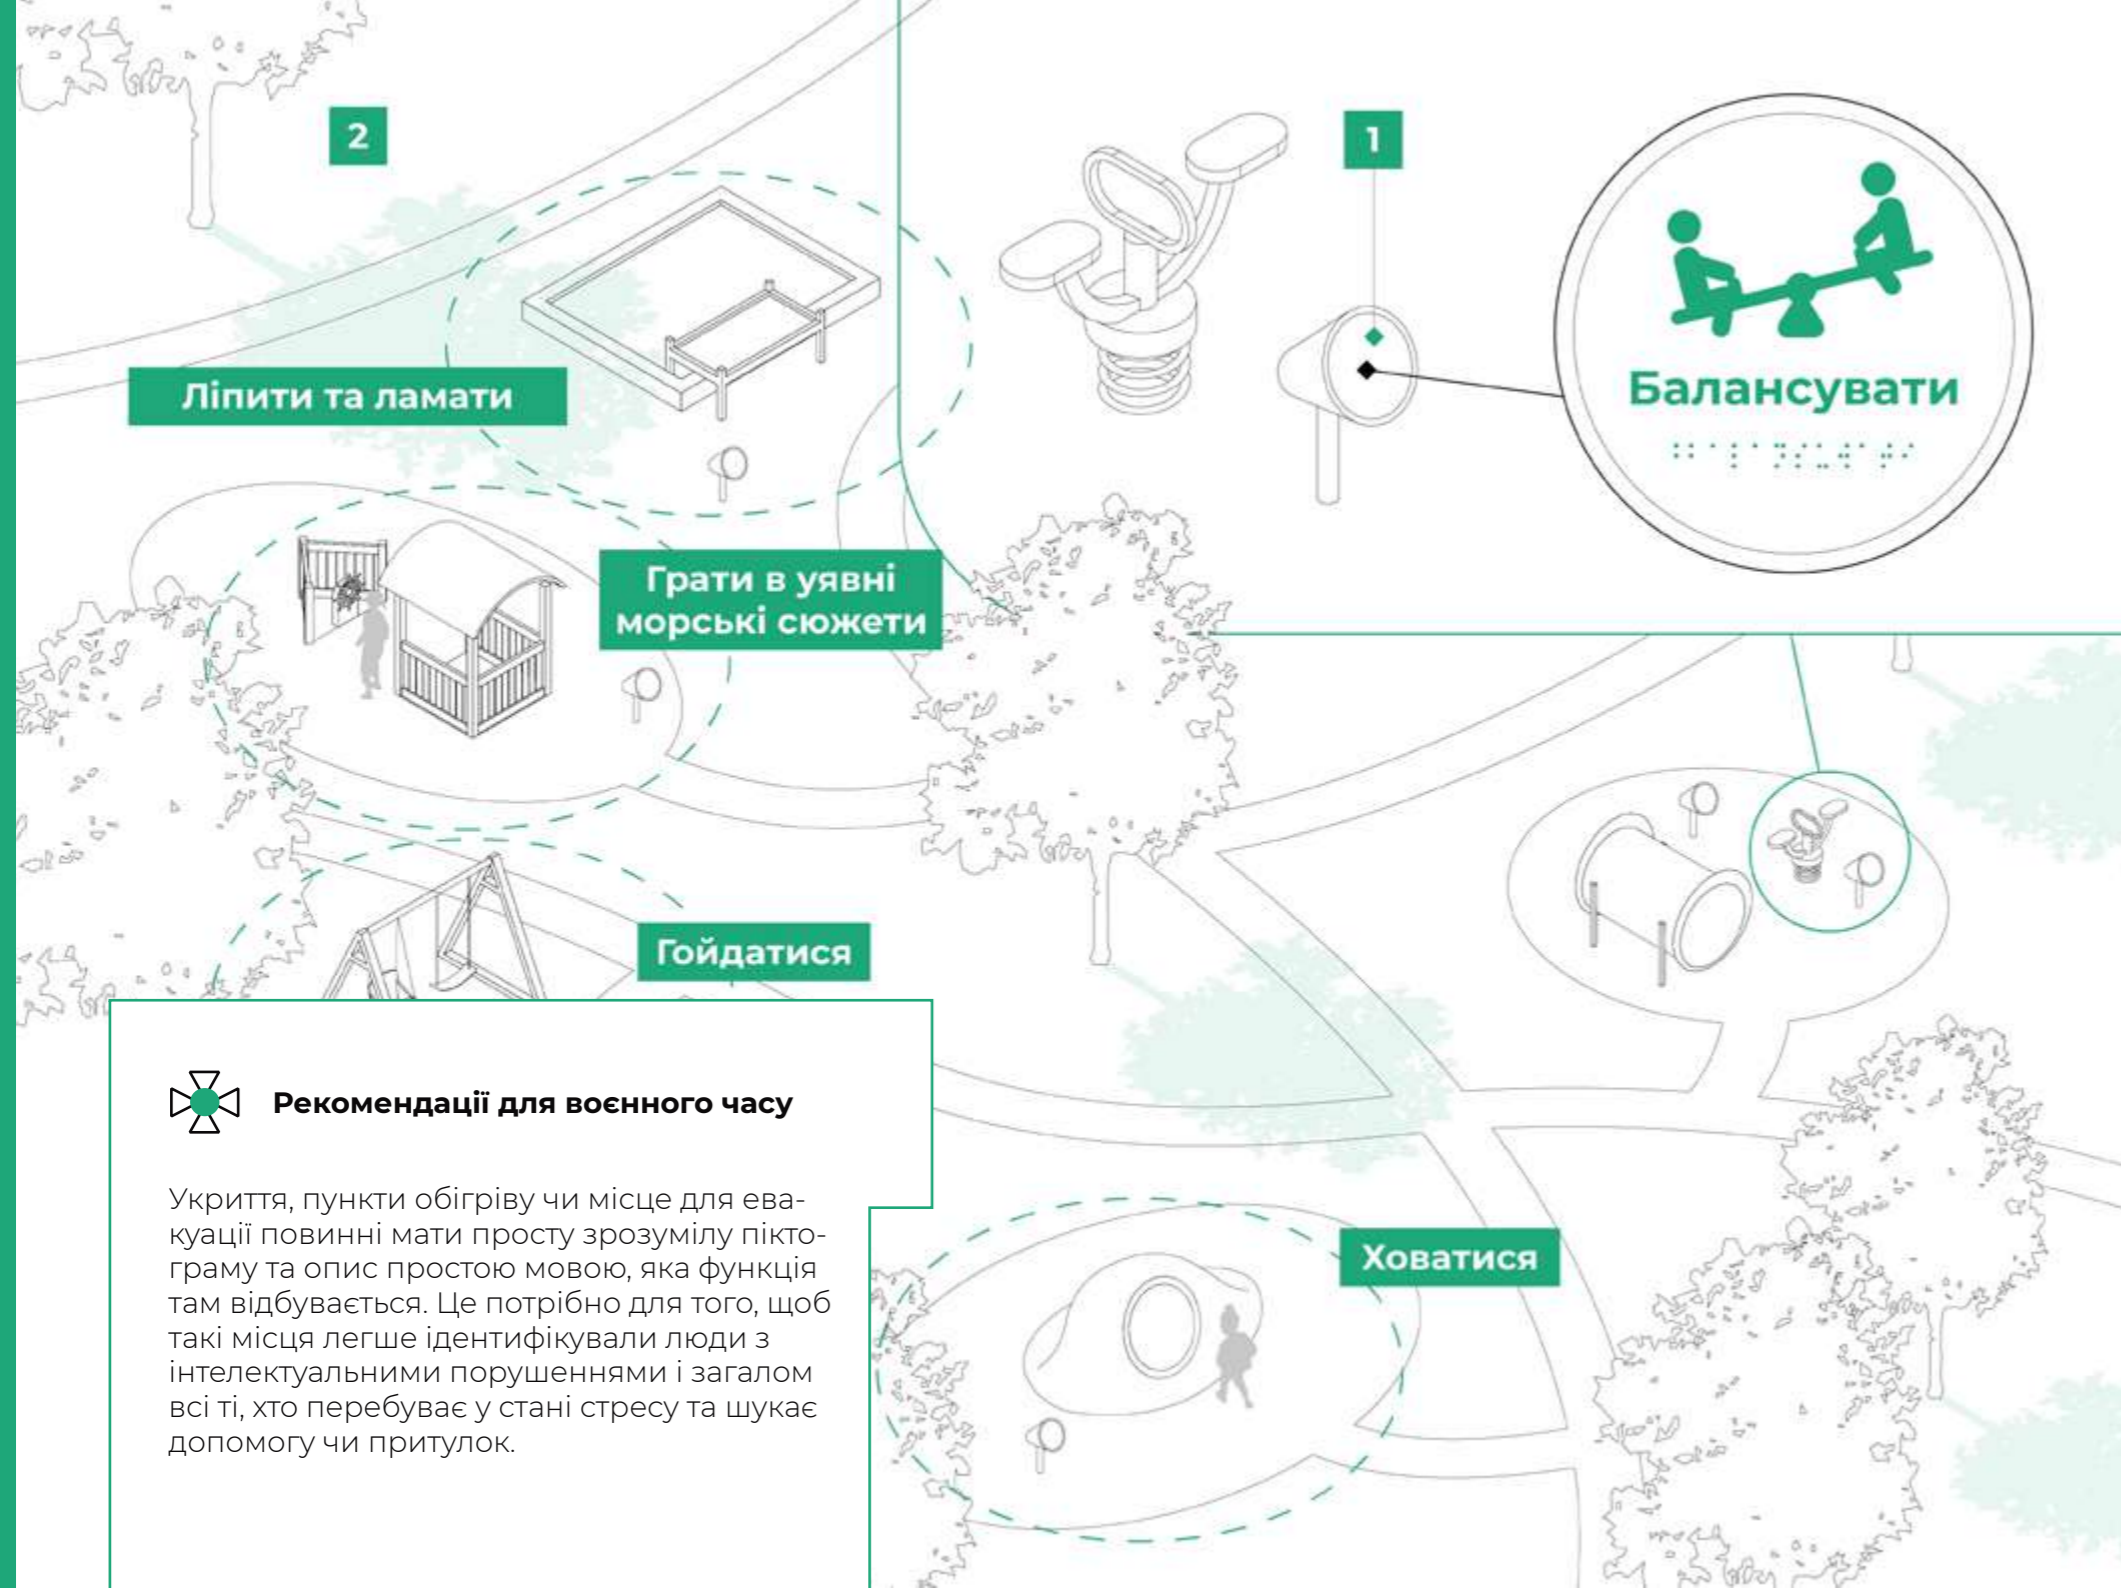 2
1
Балансувати
Ліпити та ламати
Грати в уявні
морські сюжети
Гойдатися
Рекомендації для воєнного часу
Укриття, пункти обігріву чи місце для ева-
куації повинні мати просту зрозумілу пікто-
граму та опис простою мовою, яка функція
там відбувається. Це потрібно для того, щоб
такі місця легше ідентифікували люди з
інтелектуальними порушеннями і загалом
всі ті, хто перебуває у стані стресу та шукає
допомогу чи притулок.
Ховатися